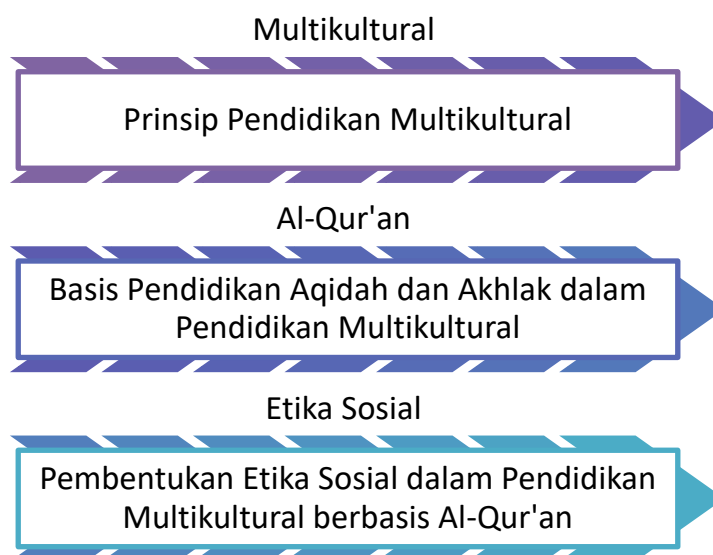 Multikultural
Prinsip Pendidikan Multikultural
Al-Qur'an
Basis Pendidikan Aqidah dan Akhlak dalam
Pendidikan Multikultural
Etika Sosial
Pembentukan Etika Sosial dalam Pendidikan
Multikultural berbasis Al-Qur'an